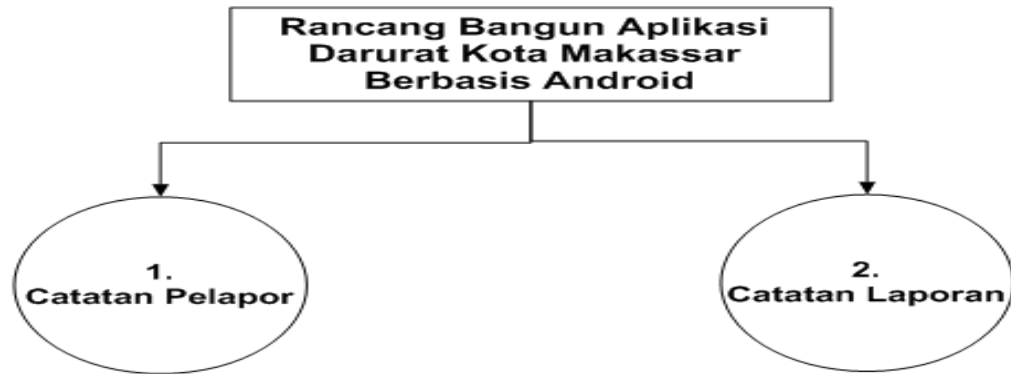 Rancang Bangun Aplikasi
Darurat Kota Makassar
Berbasis Android
1.
Catatan Pelapor
2.
Catatan Laporan